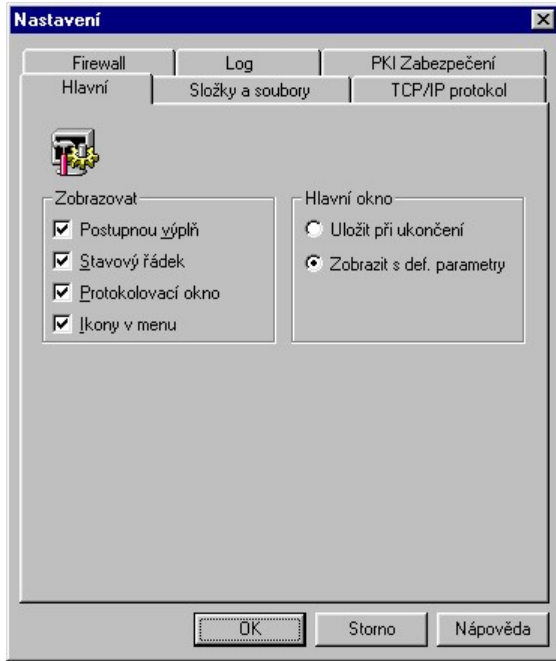 Nastavení
Firewall
Log
PKI Zabezpečení
Hlavní
Složky a soubory
TCP/IP protokol
Zobrazovat
Postupnou výplň
Stavový řádek
Protokolovací okno
Ikony v menu
Hlavní okno
Uložit při ukončení
Zobrazit s def. parametry
OK
Storno
Nápověda